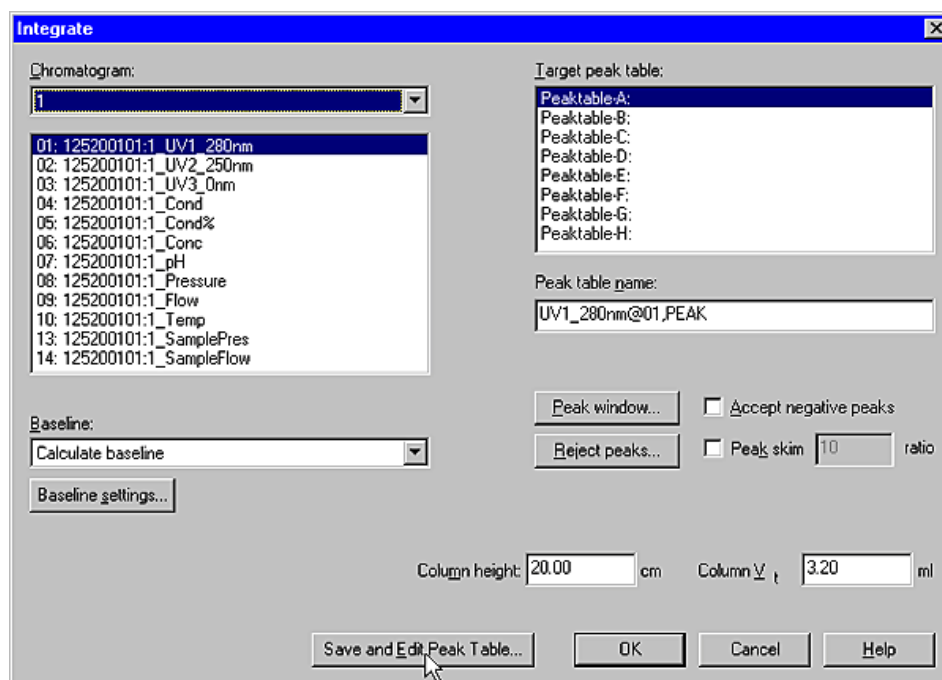 Integrate
Chromatogram:
1
01: 125200101:1_UV1_280nm
02: 125200101:1_UV2_250nm
03: 125200101:1_UV3_0nm
04: 125200101:1_Cond
05: 125200101:1_Cond%
06: 125200101:1_Conc
07: 125200101:1_pH
08: 125200101:1_Pressure
09: 125200101:1_Flow
10: 125200101:1_Temp
13: 125200101:1_SamplePres
14: 125200101:1_SampleFlow
Baseline:
Calculate baseline
Baseline settings...
Target peak table:
Peaktable-A:
Peaktable-B:
Peaktable-C:
Peaktable-D:
Peaktable-E:
Peaktable-F:
Peaktable-G:
Peaktable-H:
Peak table name:
UV1_280nm@01,PEAK
Peak window... Accept negative peaks
Reject peaks... Peak skim 10 ratio
Column height: 20.00 cm Column V t 3.20 ml
Save and Edit Peak Table... OK Cancel Help